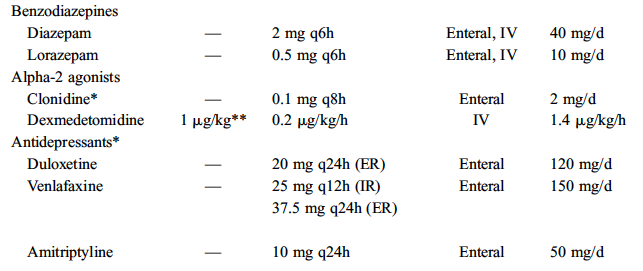 Benzodiazepines
Diazepam — 2 mg q6h Enteral, IV 40 mg/d
Lorazepam — 0.5 mg q6h Enteral, IV 10 mg/d
Alpha-2 agonists
Clonidine* — 0.1 mg q8h Enteral 2 mg/d
Dexmedetomidine 1 μg/kg** 0.2 μg/kg/h IV 1.4 μg/kg/h
Antidepressants*
Duloxetine — 20 mg q24h (ER) Enteral 120 mg/d
Venlafaxine — 25 mg q12h (IR) Enteral 150 mg/d
37.5 mg q24h (ER)
Amitriptyline — 10 mg q24h Enteral 50 mg/d